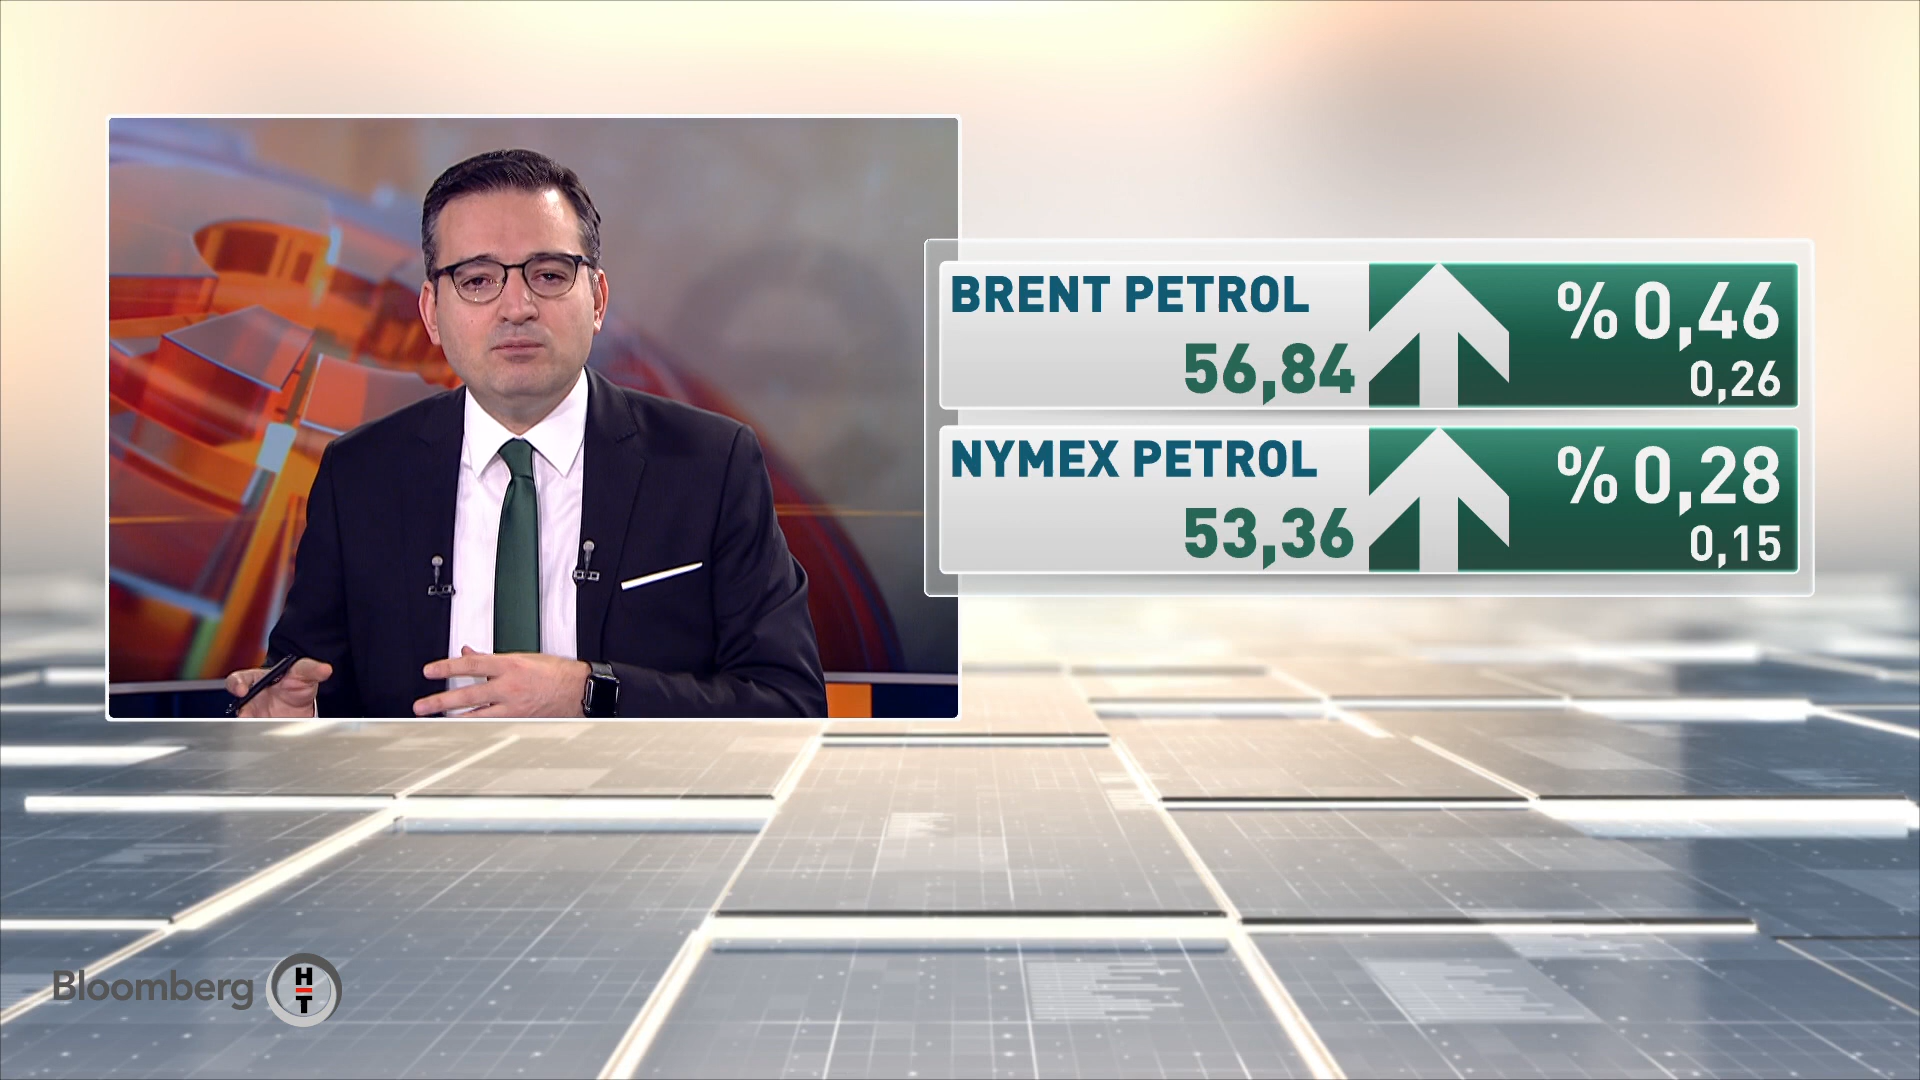 BRENT PETROL
56,84
% 0,46
0,26
NYMEX PETROL
53,36
% 0,28
0,15
Bloomberg HT